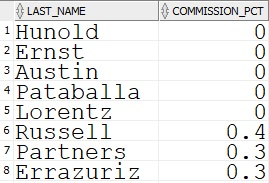 LAST_NAME COMMISSION_PCT
1 Hunold 0
2 Ernst 0
3 Austin 0
4 Pataballa 0
5 Lorentz 0
6 Russell 0.4
7 Partners 0.3
8 Errazuriz 0.3